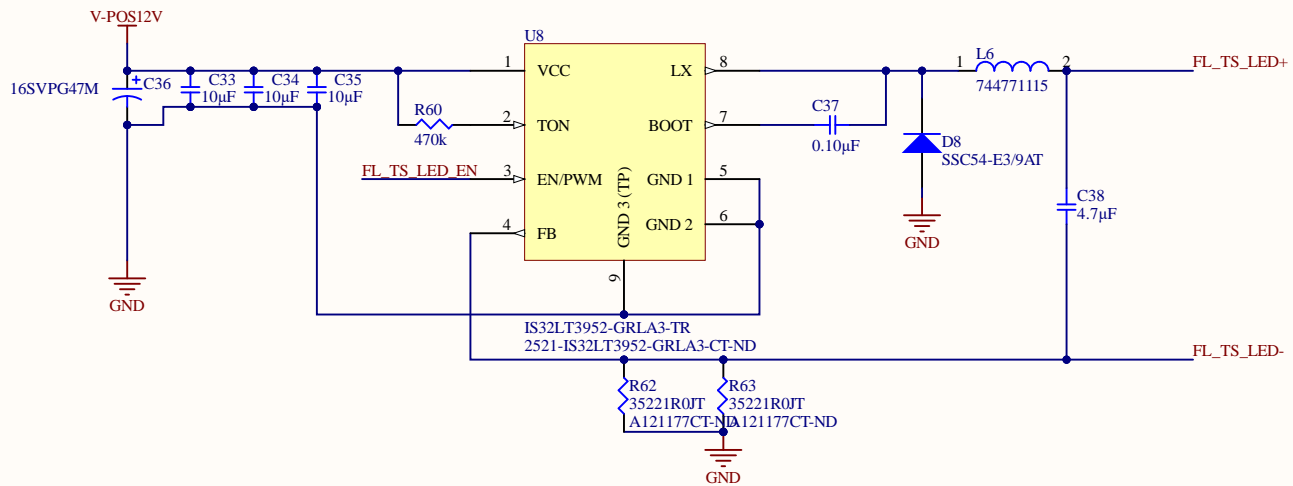 V-POS12V
U8
16SVPG47M
C36
C33
10µF
C34
10µF
C35
10µF
R60
470k
1
VCC
2
TON
FL_TS_LED_EN
3
EN/PWM
4
FB
LX
8
BOOT
7
GND 1
5
GND 2
6
GND 3 (TP)
9
C37
0.10µF
D8
SSC54-E3/9AT
GND
1
L6
2
744771115
FL_TS_LED+
C38
4.7µF
GND
IS32LT3952-GRLA3-TR
2521-IS32LT3952-GRLA3-CT-ND
FL_TS_LED-
R62
35221R0JT
A121177CT-ND
R63
35221R0JT
A121177CT-ND
GND